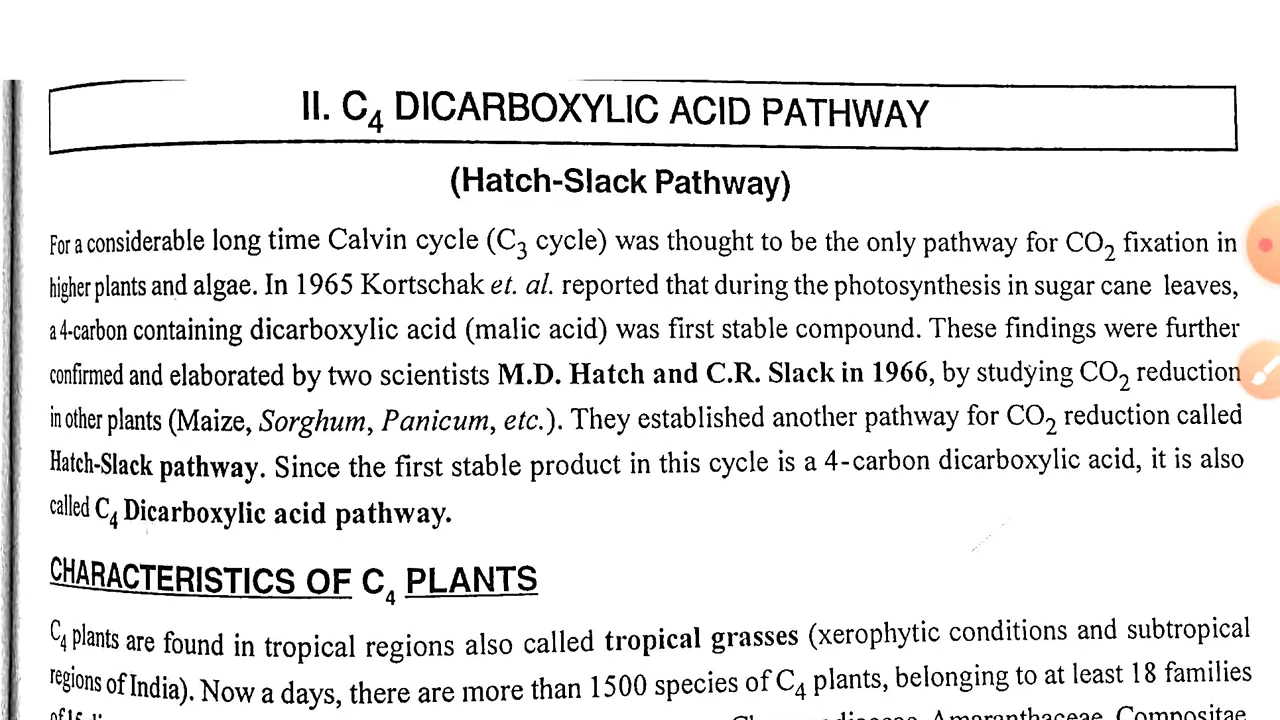 II. C₄ DICARBOXYLIC ACID PATHWAY
(Hatch-Slack Pathway)
For a considerable long time Calvin cycle (C₃ cycle) was thought to be the only pathway for CO₂ fixation in
higher plants and algae. In 1965 Kortschak et. al. reported that during the photosynthesis in sugar cane leaves,
a 4-carbon containing dicarboxylic acid (malic acid) was first stable compound. These findings were further
confirmed and elaborated by two scientists M.D. Hatch and C.R. Slack in 1966, by studying CO₂ reduction
in other plants (Maize, Sorghum, Panicum, etc.). They established another pathway for CO₂ reduction called
Hatch-Slack pathway. Since the first stable product in this cycle is a 4-carbon dicarboxylic acid, it is also
called C₄ Dicarboxylic acid pathway.
CHARACTERISTICS OF C₄ PLANTS
C₄ plants are found in tropical regions also called tropical grasses (xerophytic conditions and subtropical
regions of India). Now a days, there are more than 1500 species of C₄ plants, belonging to at least 18 families
Amaranthaceae, Compositae,